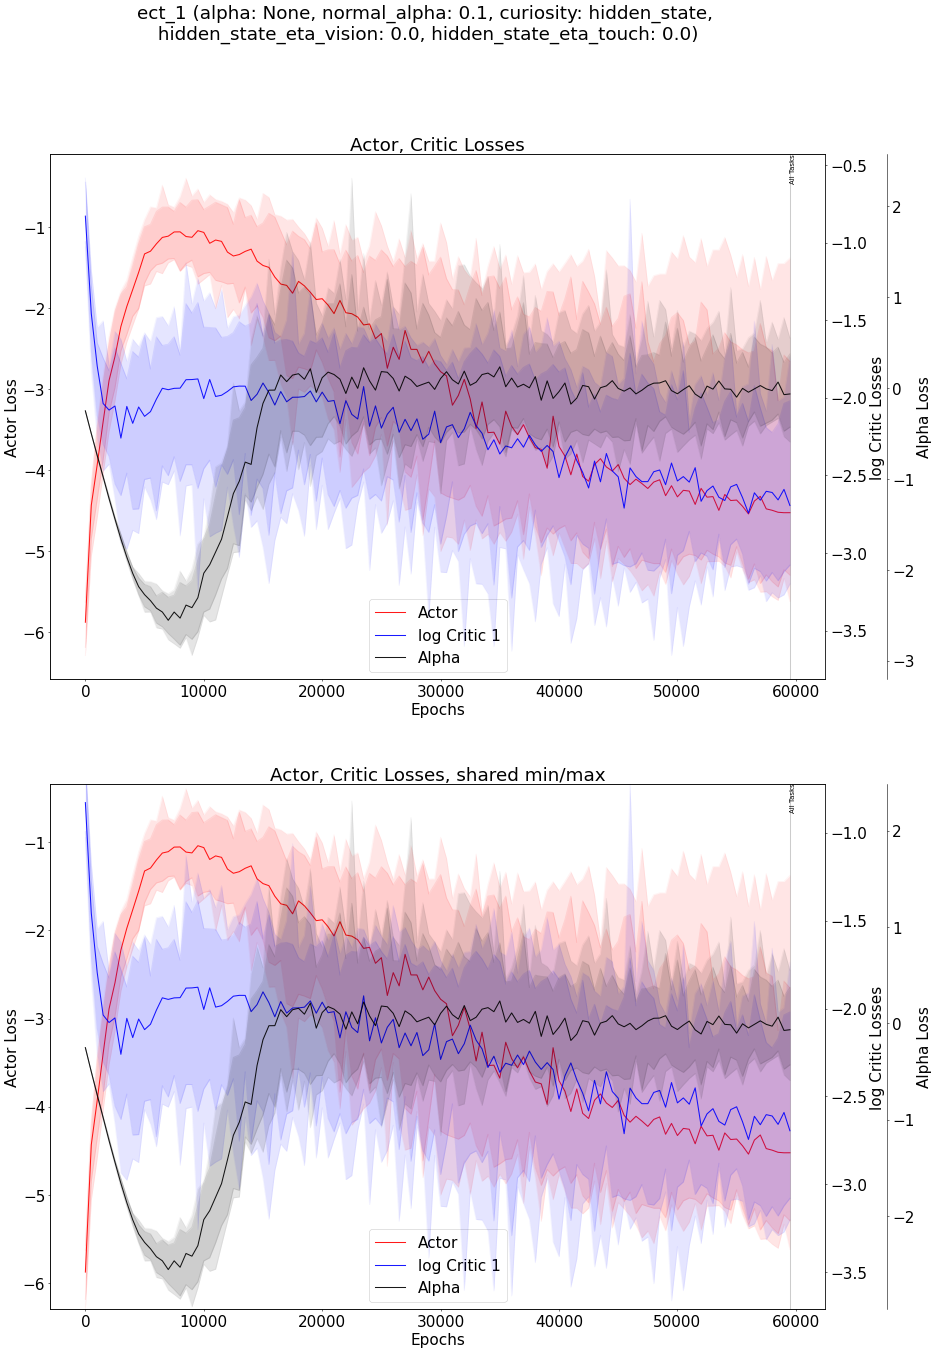 ect_1 (alpha: None, normal_alpha: 0.1, curiosity: hidden_state,
hidden_state_eta_vision: 0.0, hidden_state_eta_touch: 0.0)
Actor, Critic Losses
All Tasks
−1
−2
−3
−4
−5
−6
Actor Loss
−0.5
−1.0
−1.5
−2.0
−2.5
−3.0
−3.5
log Critic Losses
2
1
0
−1
−2
−3
Alpha Loss
Actor
log Critic 1
Alpha
0 10000 20000 30000 40000 50000 60000
Epochs
Actor, Critic Losses, shared min/max
All Tasks
−1
−2
−3
−4
−5
−6
Actor Loss
−1.0
−1.5
−2.0
−2.5
−3.0
−3.5
log Critic Losses
2
1
0
−1
−2
Alpha Loss
Actor
log Critic 1
Alpha
0 10000 20000 30000 40000 50000 60000
Epochs